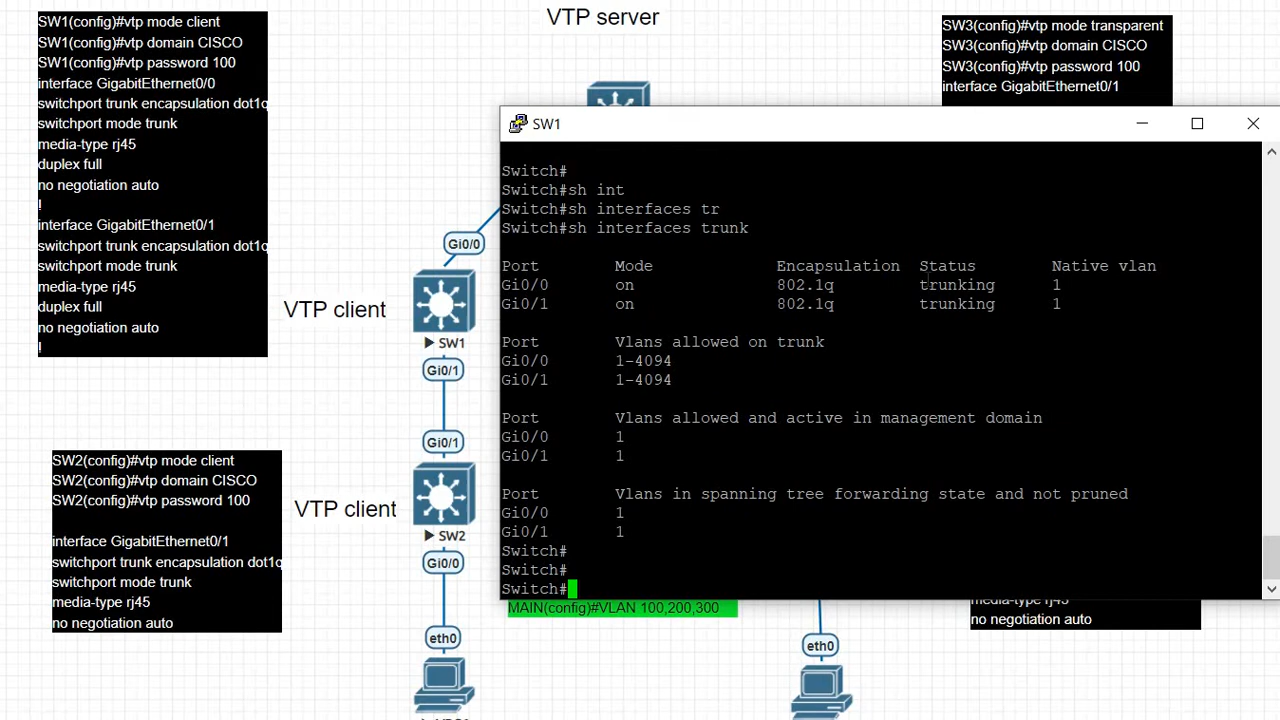 VTP server
SW1(config)#vtp mode client
SW1(config)#vtp domain CISCO
SW1(config)#vtp password 100
interface GigabitEthernet0/0
switchport trunk encapsulation dot1q
switchport mode trunk
media-type rj45
duplex full
no negotiation auto
!
interface GigabitEthernet0/1
switchport trunk encapsulation dot1q
switchport mode trunk
media-type rj45
duplex full
no negotiation auto
!
SW3(config)#vtp mode transparent
SW3(config)#vtp domain CISCO
SW3(config)#vtp password 100
interface GigabitEthernet0/1
SW1
Switch#
Switch#sh int
Switch#sh interfaces tr
Switch#sh interfaces trunk
Port Mode Encapsulation Status Native vlan
Gi0/0 on 802.1q trunking 1
Gi0/1 on 802.1q trunking 1
Port Vlans allowed on trunk
Gi0/0 1-4094
Gi0/1 1-4094
Port Vlans allowed and active in management domain
Gi0/0 1
Gi0/1 1
Port Vlans in spanning tree forwarding state and not pruned
Gi0/0 1
Gi0/1 1
Switch#
Switch#
Switch#
Gi0/0
VTP client
SW1
Gi0/1
Gi0/1
VTP client
SW2
Gi0/0
eth0
SW2(config)#vtp mode client
SW2(config)#vtp domain CISCO
SW2(config)#vtp password 100
interface GigabitEthernet0/1
switchport trunk encapsulation dot1q
switchport mode trunk
media-type rj45
no negotiation auto
MAIN(config)#VLAN 100,200,300
media-type rj45
no negotiation auto
eth0